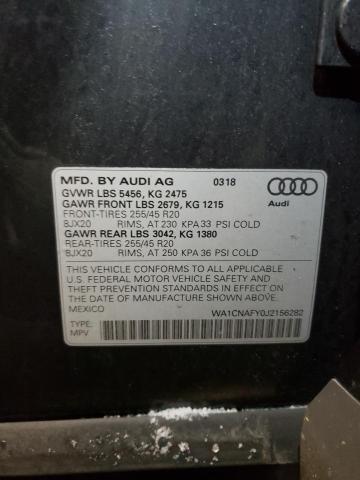 MFD. BY AUDI AG 0318
GVWR LBS 5456, KG 2475
GAWR FRONT LBS 2679, KG 1215
Audi
FRONT-TIRES 255/45 R20
8JX20 RIMS, AT 230 KPA 33 PSI COLD
GAWR REAR LBS 3042, KG 1380
REAR-TIRES 255/45 R20
8JX20 RIMS, AT 250 KPA 36 PSI COLD
THIS VEHICLE CONFORMS TO ALL APPLICABLE
U.S. FEDERAL MOTOR VEHICLE SAFETY AND
THEFT PREVENTION STANDARDS IN EFFECT ON
THE DATE OF MANUFACTURE SHOWN ABOVE.
MEXICO
WA1CNAFY0J2156282
TYPE:
MPV